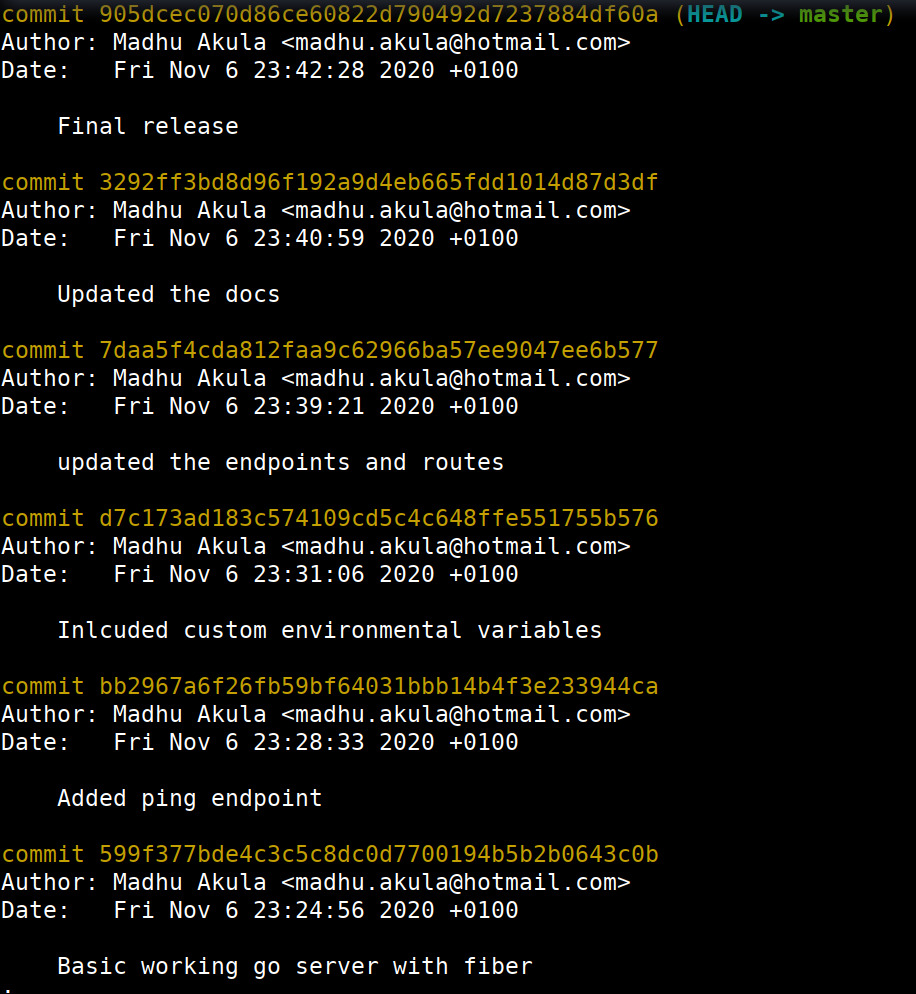 commit 905dcec070d86ce60822d790492d7237884df60a (HEAD -> master)
Author: Madhu Akula <madhu.akula@hotmail.com>
Date:   Fri Nov 6 23:42:28 2020 +0100

    Final release

commit 3292ff3bd8d96f192a9d4eb665fdd1014d87d3df
Author: Madhu Akula <madhu.akula@hotmail.com>
Date:   Fri Nov 6 23:40:59 2020 +0100

    Updated the docs

commit 7daa5f4cda812faa9c62966ba57ee9047ee6b577
Author: Madhu Akula <madhu.akula@hotmail.com>
Date:   Fri Nov 6 23:39:21 2020 +0100

    updated the endpoints and routes

commit d7c173ad183c574109cd5c4c648ffe551755b576
Author: Madhu Akula <madhu.akula@hotmail.com>
Date:   Fri Nov 6 23:31:06 2020 +0100

    Inlcuded custom environmental variables

commit bb2967a6f26fb59bf64031bbb14b4f3e233944ca
Author: Madhu Akula <madhu.akula@hotmail.com>
Date:   Fri Nov 6 23:28:33 2020 +0100

    Added ping endpoint

commit 599f377bde4c3c5c8dc0d7700194b5b2b0643c0b
Author: Madhu Akula <madhu.akula@hotmail.com>
Date:   Fri Nov 6 23:24:56 2020 +0100

    Basic working go server with fiber
: